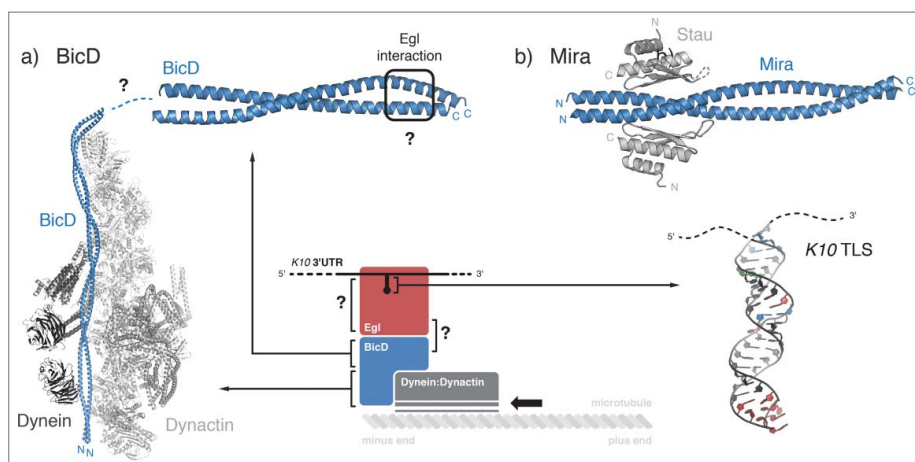 a) BicD
Egl
interaction
BicD
?
?
C
C
BicD
Dynein
Dynactin
N N
b) Mira
N
Stau
C
Mira
N
N
C
C
C
N
K10 3'UTR
5'
3'
?
Egl
?
BicD
Dynein:Dynactin
microtubule
minus end
plus end
5'
3'
K10 TLS